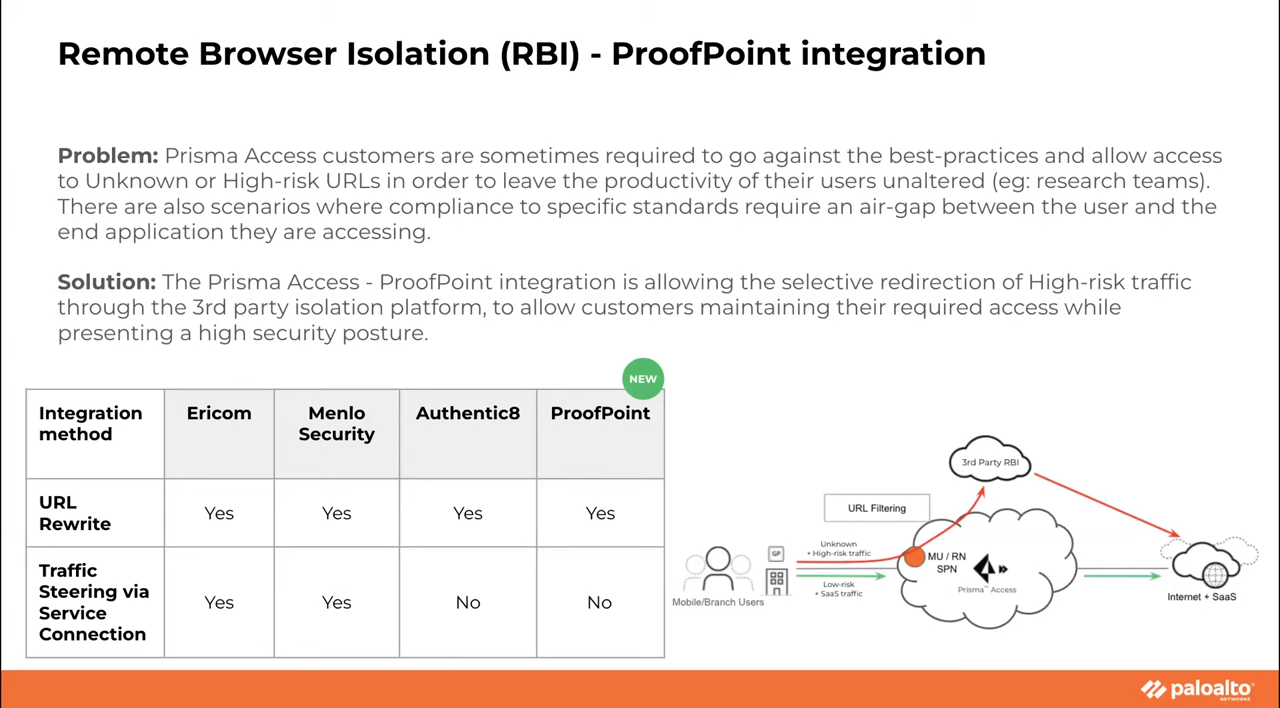 Remote Browser Isolation (RBI) - ProofPoint integration
Problem: Prisma Access customers are sometimes required to go against the best-practices and allow access
to Unknown or High-risk URLs in order to leave the productivity of their users unaltered (eg: research teams).
There are also scenarios where compliance to specific standards require an air-gap between the user and the
end application they are accessing.
Solution: The Prisma Access - ProofPoint integration is allowing the selective redirection of High-risk traffic
through the 3rd party isolation platform, to allow customers maintaining their required access while
presenting a high security posture.
NEW
Integration method
Ericom
Menlo Security
Authentic8
ProofPoint
URL Rewrite
Yes
Yes
Yes
Yes
Traffic Steering via Service Connection
Yes
Yes
No
No
3rd Party RBI
URL Filtering
Unknown
+ High-risk traffic
GP
MU / RN
SPN
Prisma™ Access
Low-risk
+ SaaS traffic
Mobile/Branch Users
Internet + SaaS
paloalto
NETWORKS